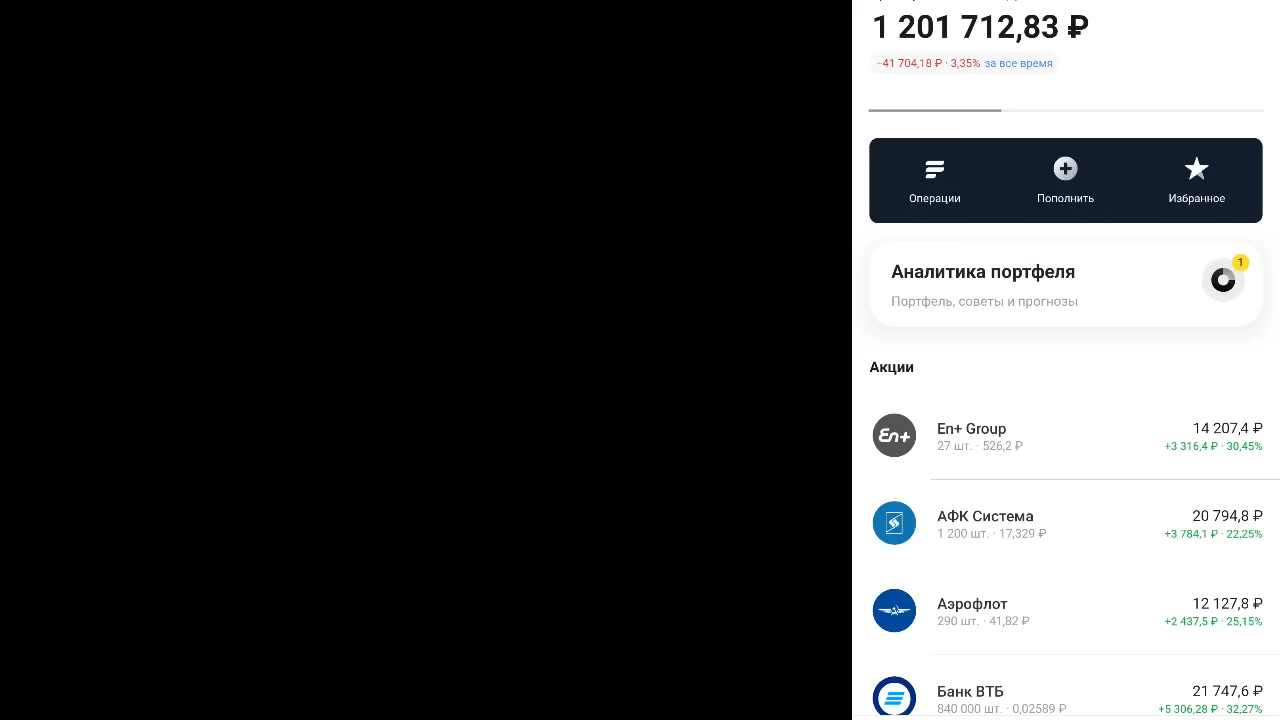 1 201 712,83 ₽
−41 704,18 ₽ · 3,35% за все время
Операции
Пополнить
Избранное
Аналитика портфеля
1
Портфель, советы и прогнозы
Акции
En+
En+ Group
14 207,4 ₽
27 шт. · 526,2 ₽
+3 316,4 ₽ · 30,45%
АФК Система
20 794,8 ₽
1 200 шт. · 17,329 ₽
+3 784,1 ₽ · 22,25%
Аэрофлот
12 127,8 ₽
290 шт. · 41,82 ₽
+2 437,5 ₽ · 25,15%
Банк ВТБ
21 747,6 ₽
840 000 шт. · 0,02589 ₽
+5 306,28 ₽ · 32,27%